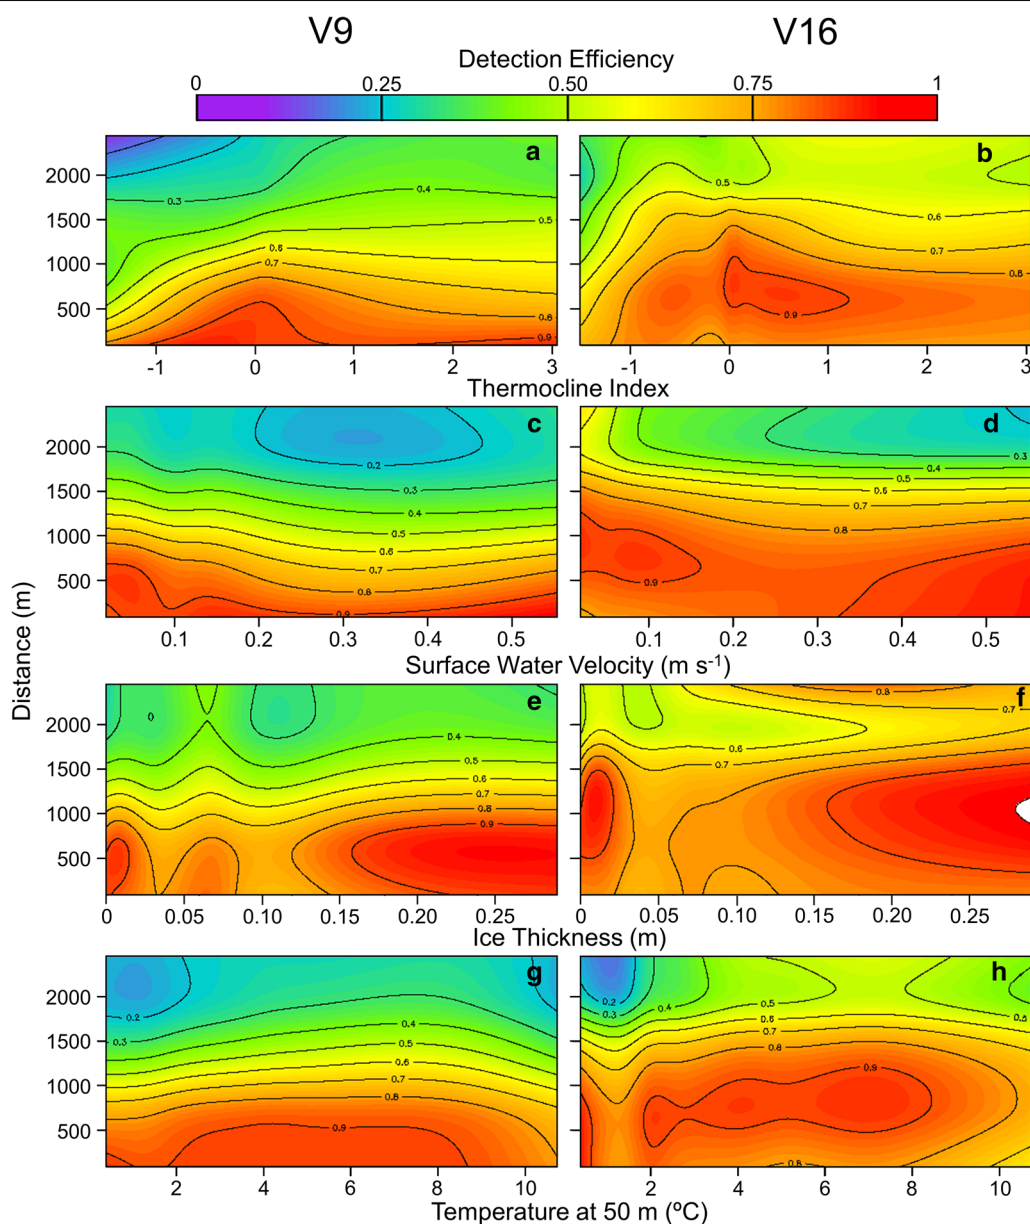 V9 V16
Detection Efficiency
0 0.25 0.50 0.75 1
a b
2000
1500
1000
500
0.3 0.4 0.5 0.6 0.7 0.8 0.9
0.5 0.6 0.7 0.8 0.9
-1 0 1 2 3 -1 0 1 2 3
Thermocline Index
c d
2000
1500
1000
500
0.2 0.3 0.4 0.5 0.6 0.7 0.8 0.9
0.3 0.4 0.5 0.6 0.7 0.8 0.9
0.1 0.2 0.3 0.4 0.5 0.1 0.2 0.3 0.4 0.5
Surface Water Velocity (m s-1)
Distance (m)
e f
2000
1500
1000
500
0 0.4 0.5 0.6 0.7 0.8 0.9
0.8 0.7 0.6 0.7
0 0.05 0.10 0.15 0.20 0.25 0 0.05 0.10 0.15 0.20 0.25
Ice Thickness (m)
g h
2000
1500
1000
500
0.2 0.3 0.4 0.5 0.6 0.7 0.8 0.9
0.2 0.3 0.4 0.5 0.5 0.6 0.7 0.8 0.9 0.8
2 4 6 8 10 2 4 6 8 10
Temperature at 50 m (ºC)